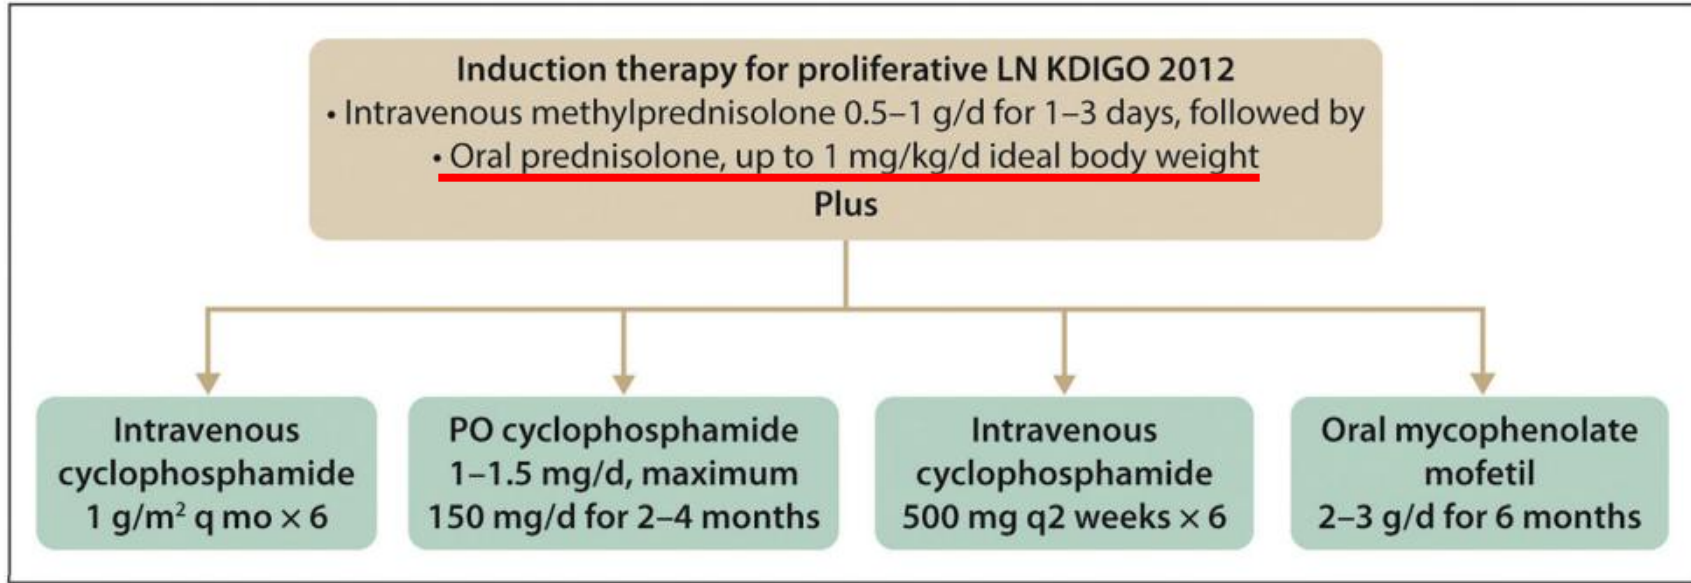 Induction therapy for proliferative LN KDIGO 2012
• Intravenous methylprednisolone 0.5–1 g/d for 1–3 days, followed by
• Oral prednisolone, up to 1 mg/kg/d ideal body weight
Plus
Intravenous
cyclophosphamide
1 g/m² q mo × 6
PO cyclophosphamide
1–1.5 mg/d, maximum
150 mg/d for 2–4 months
Intravenous
cyclophosphamide
500 mg q2 weeks × 6
Oral mycophenolate
mofetil
2–3 g/d for 6 months